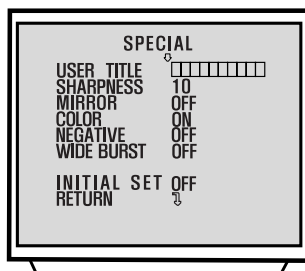 SPECIAL
USER TITLE
SHARPNESS 10
MIRROR OFF
COLOR ON
NEGATIVE OFF
WIDE BURST OFF
INITIAL SET OFF
RETURN